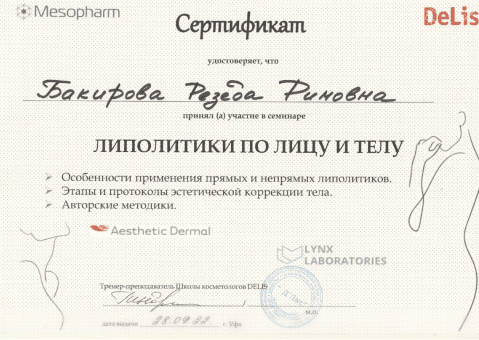 Mesopharm
DeLis
Сертификат
удостоверяет, что
Бакирова Резеда Риновна
принял (а) участие в семинаре
ЛИПОЛИТИКИ ПО ЛИЦУ И ТЕЛУ
➤ Особенности применения прямых и непрямых липолитиков.
➤ Этапы и протоколы эстетической коррекции тела.
➤ Авторские методики.
Aesthetic Dermal
LYNX
LABORATORIES
Тренер-преподаватель Школы косметологов DELIS
М.П.
дата выдачи 28.09.22 г. Уфа